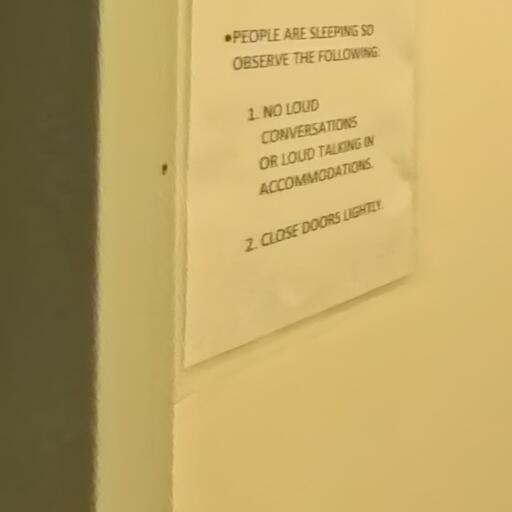 •PEOPLE ARE SLEEPING SO
OBSERVE THE FOLLOWING:
1. NO LOUD
CONVERSATIONS
OR LOUD TALKING IN
ACCOMMODATIONS.
2. CLOSE DOORS LIGHTLY.